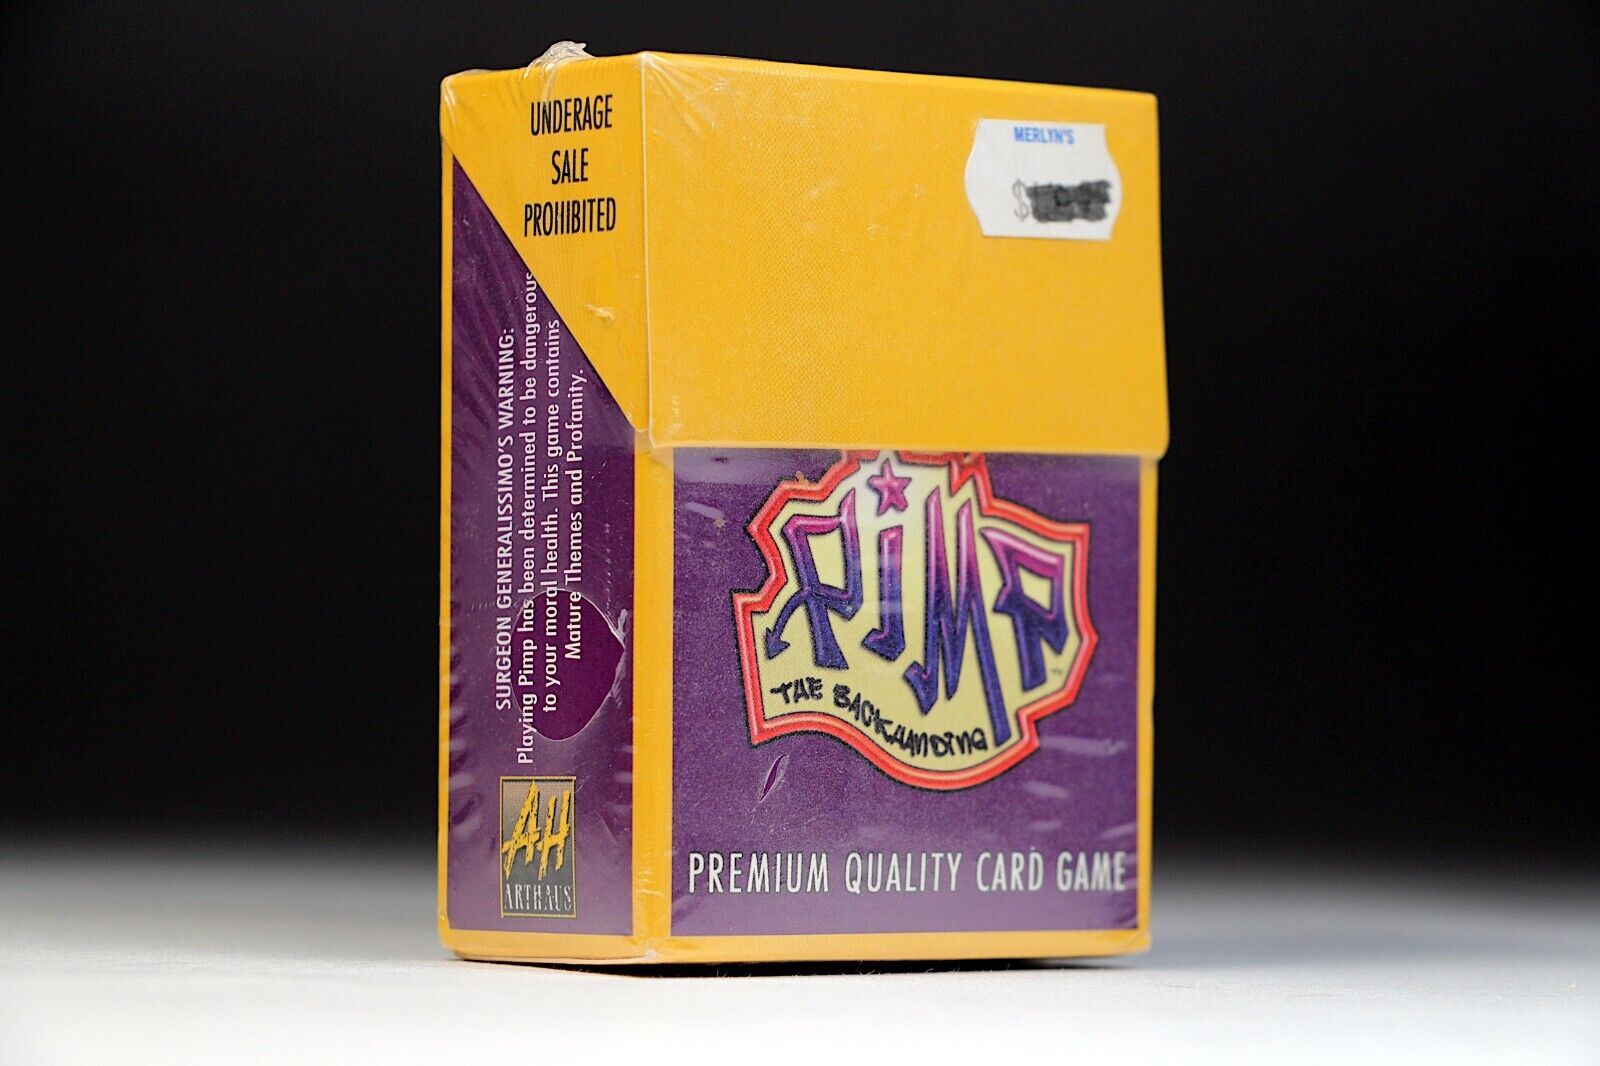 UNDERAGE
SALE
PROHIBITED
SURGEON GENERALISSIMO'S WARNING:
Playing Pimp has been determined to be dangerous
to your moral health. This game contains
Mature Themes and Profanity.
AH
ARTHAUS
MERLYN'S
$
PiMP
TM
THE BACKHANDING
PREMIUM QUALITY CARD GAME